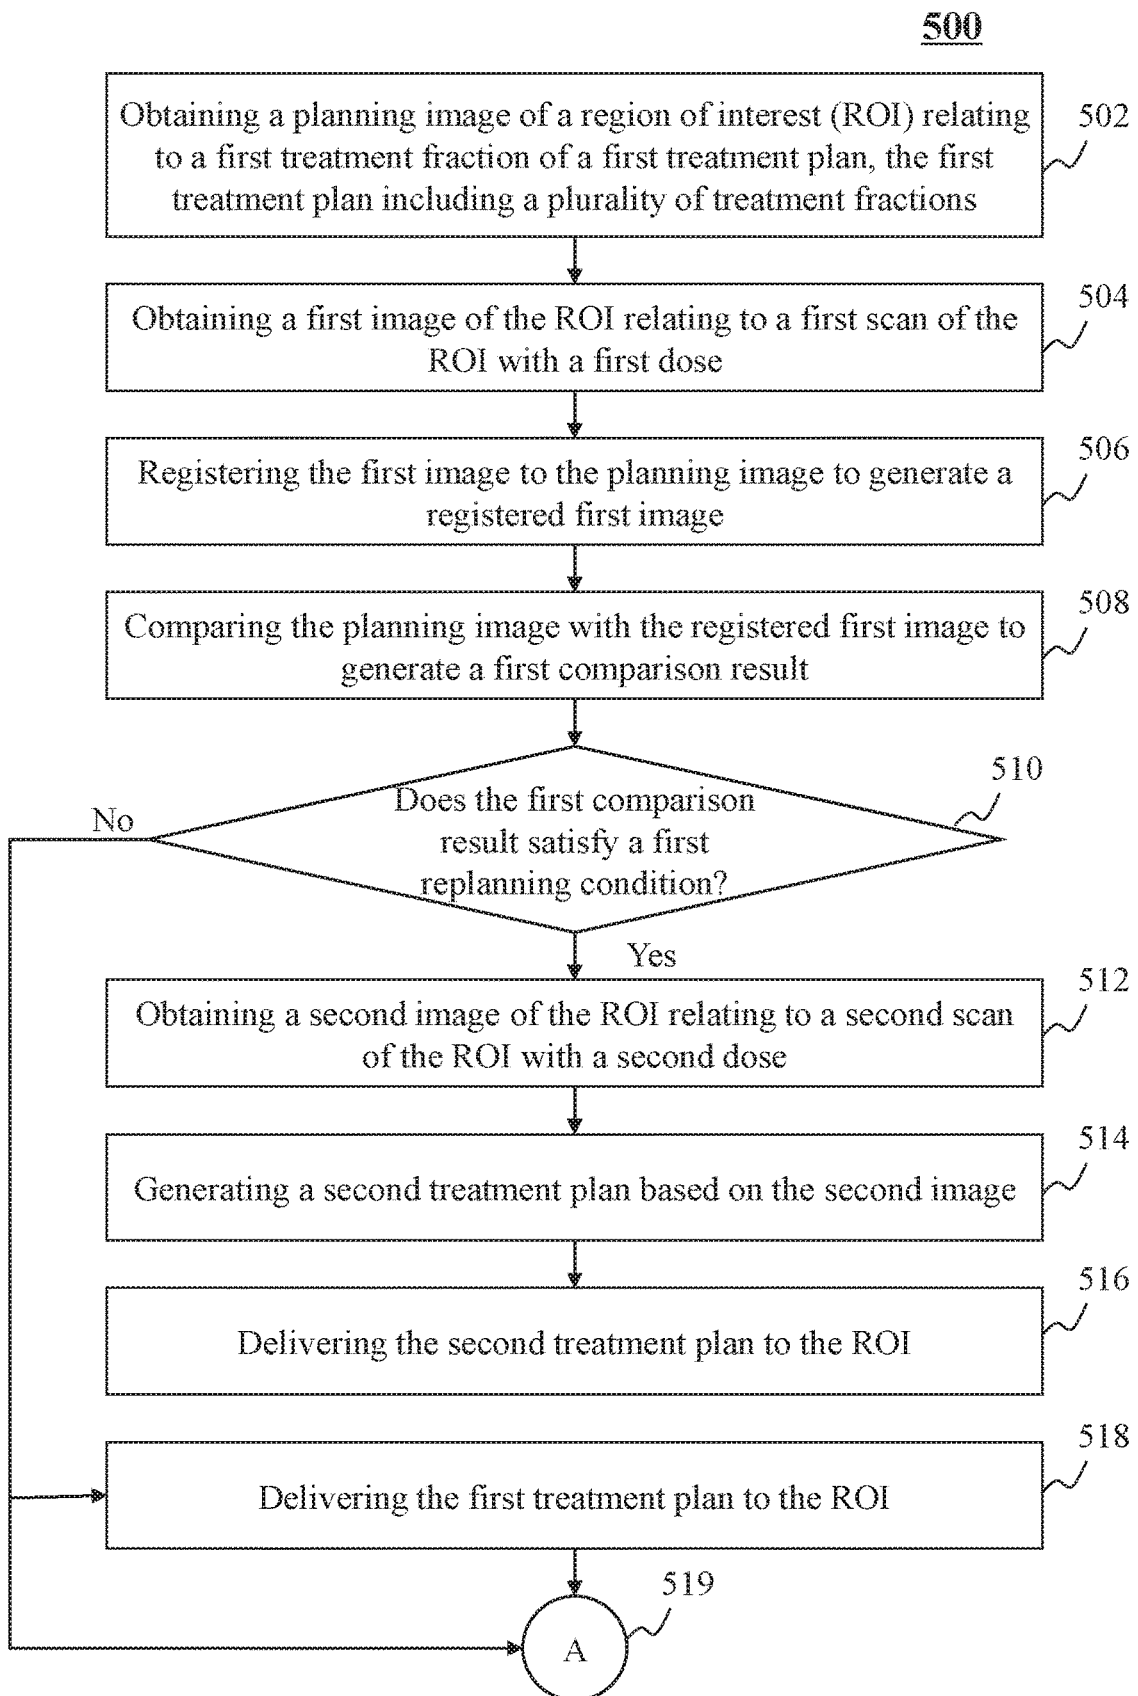 500
Obtaining a planning image of a region of interest (ROI) relating
to a first treatment fraction of a first treatment plan, the first
treatment plan including a plurality of treatment fractions
502
Obtaining a first image of the ROI relating to a first scan of the
ROI with a first dose
504
Registering the first image to the planning image to generate a
registered first image
506
Comparing the planning image with the registered first image to
generate a first comparison result
508
Does the first comparison
result satisfy a first
replanning condition?
510
No
Yes
Obtaining a second image of the ROI relating to a second scan
of the ROI with a second dose
512
Generating a second treatment plan based on the second image
514
Delivering the second treatment plan to the ROI
516
Delivering the first treatment plan to the ROI
518
A
519